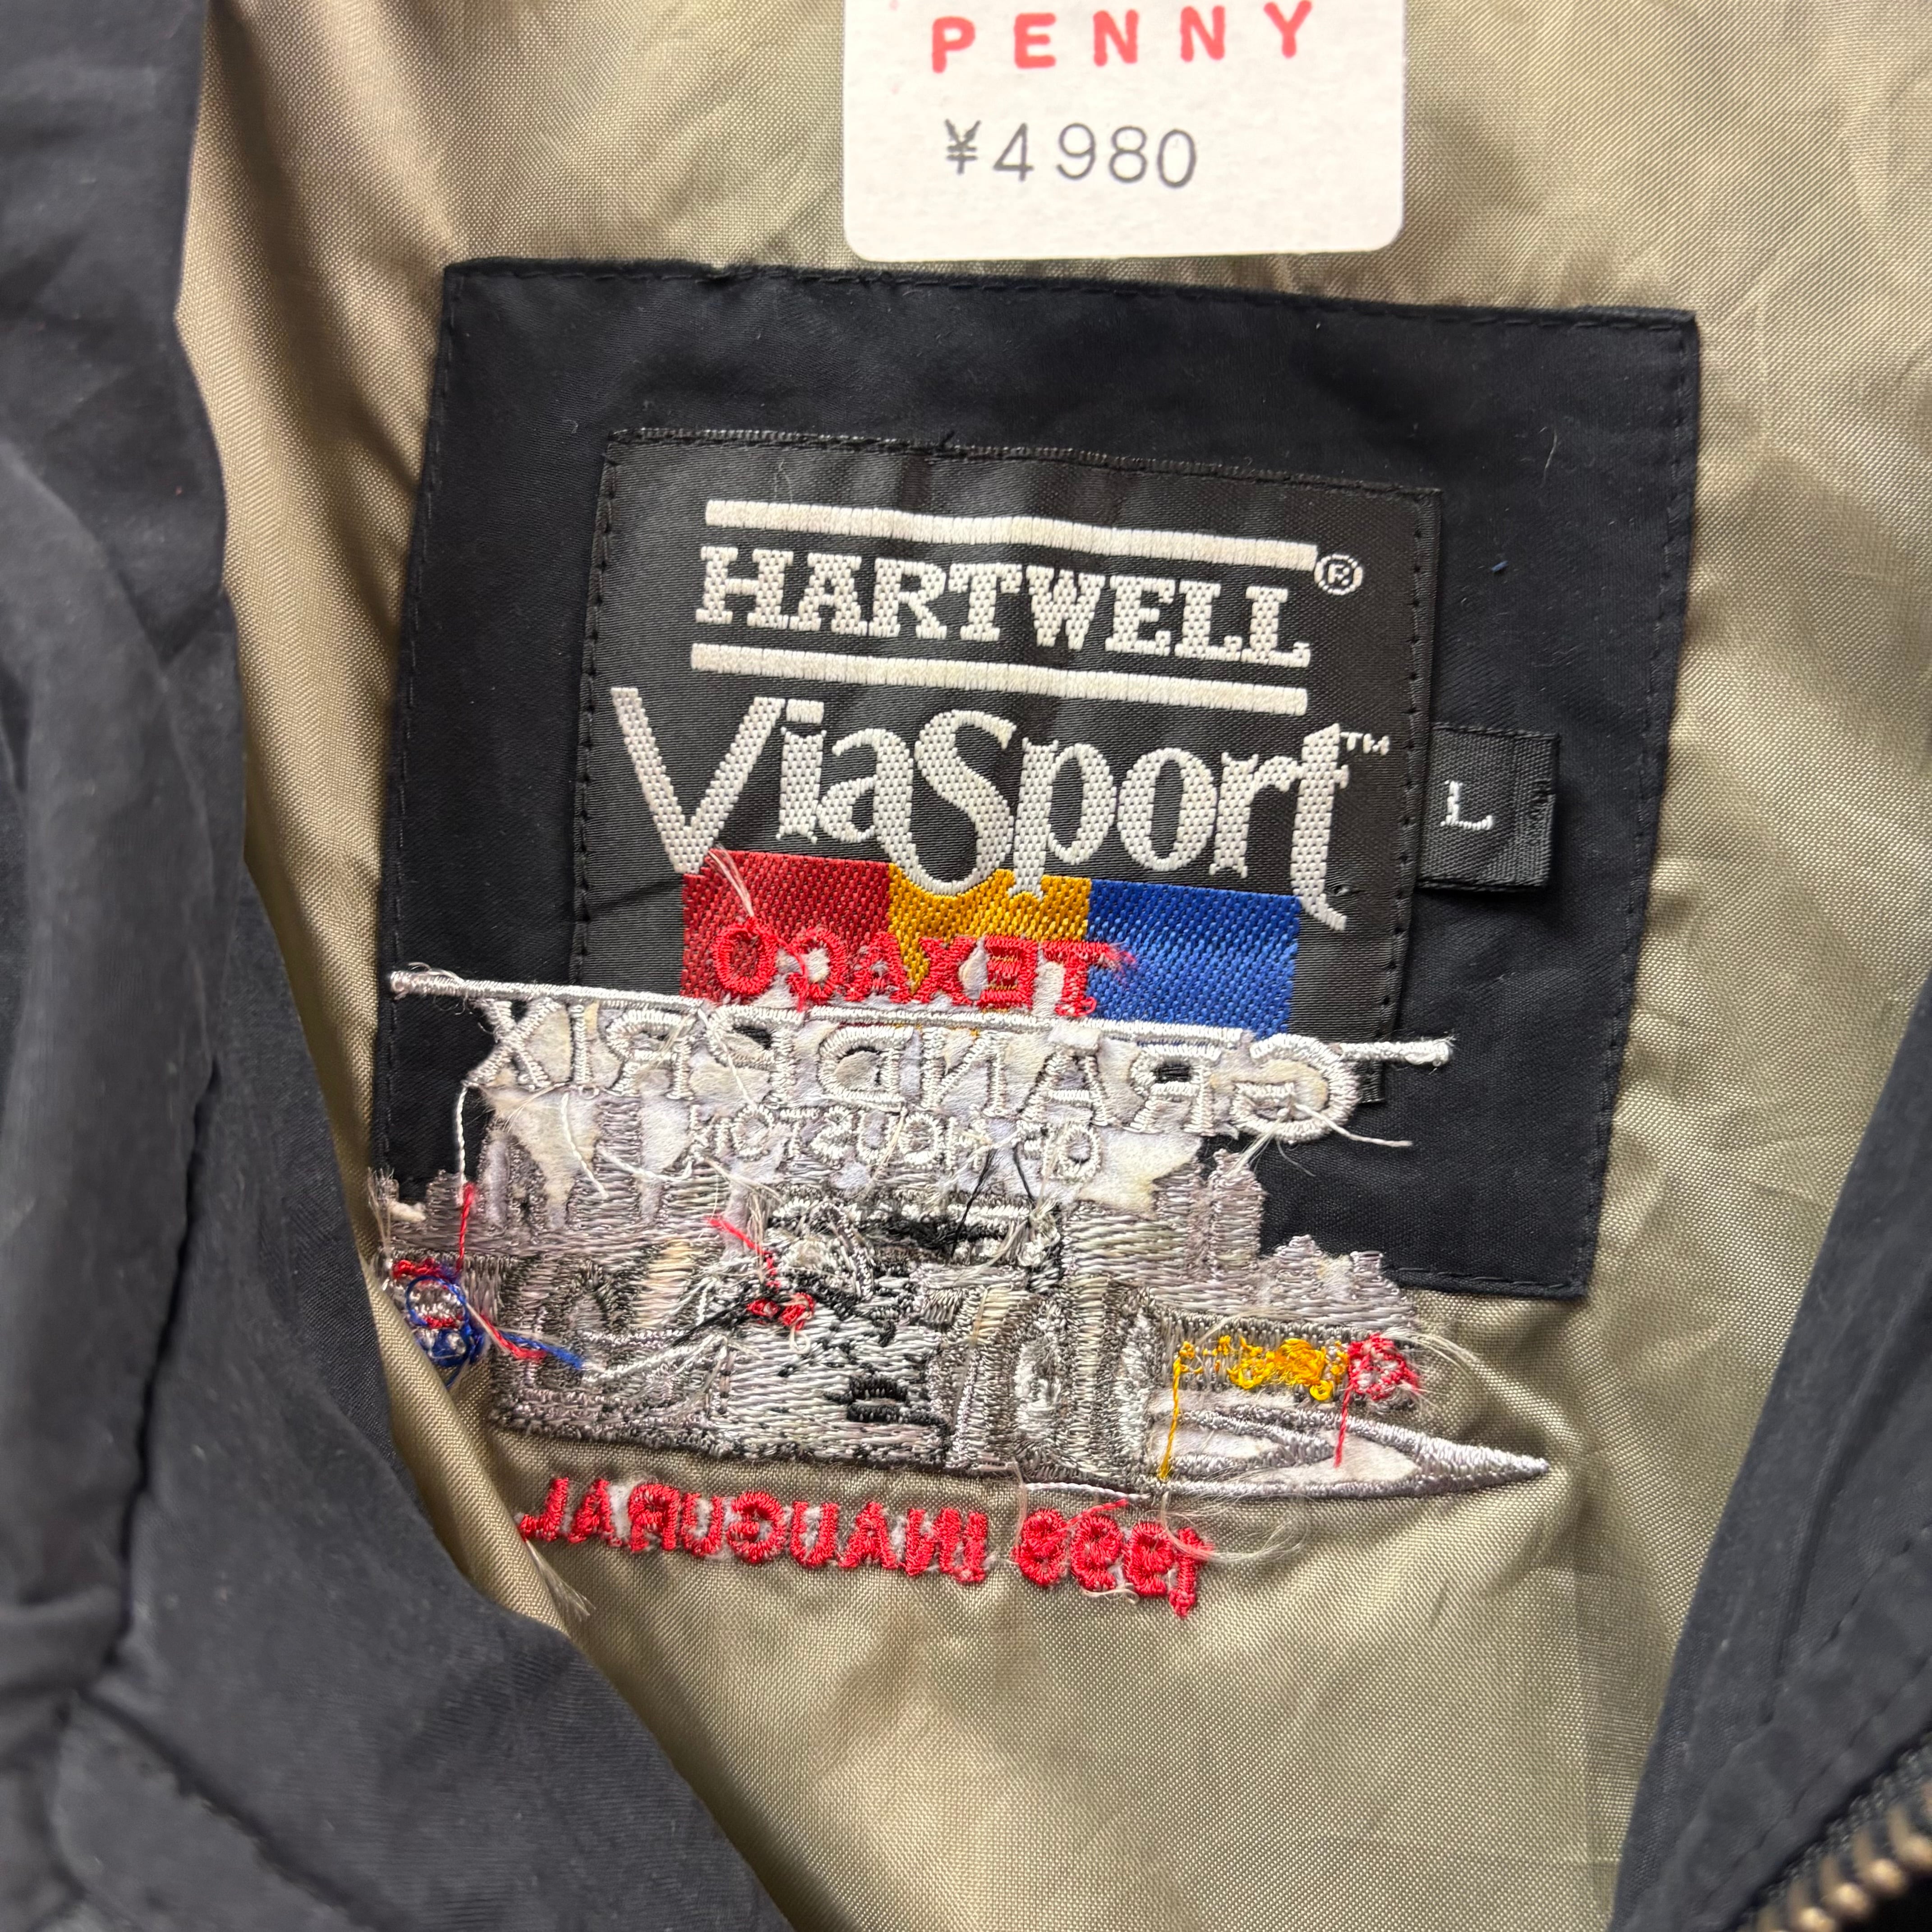 PENNY
¥4980
HARTWELL®
ViaSport™
L
TEXACO
GRAND PRIX
OF HOUSTON
1998 INAUGURAL